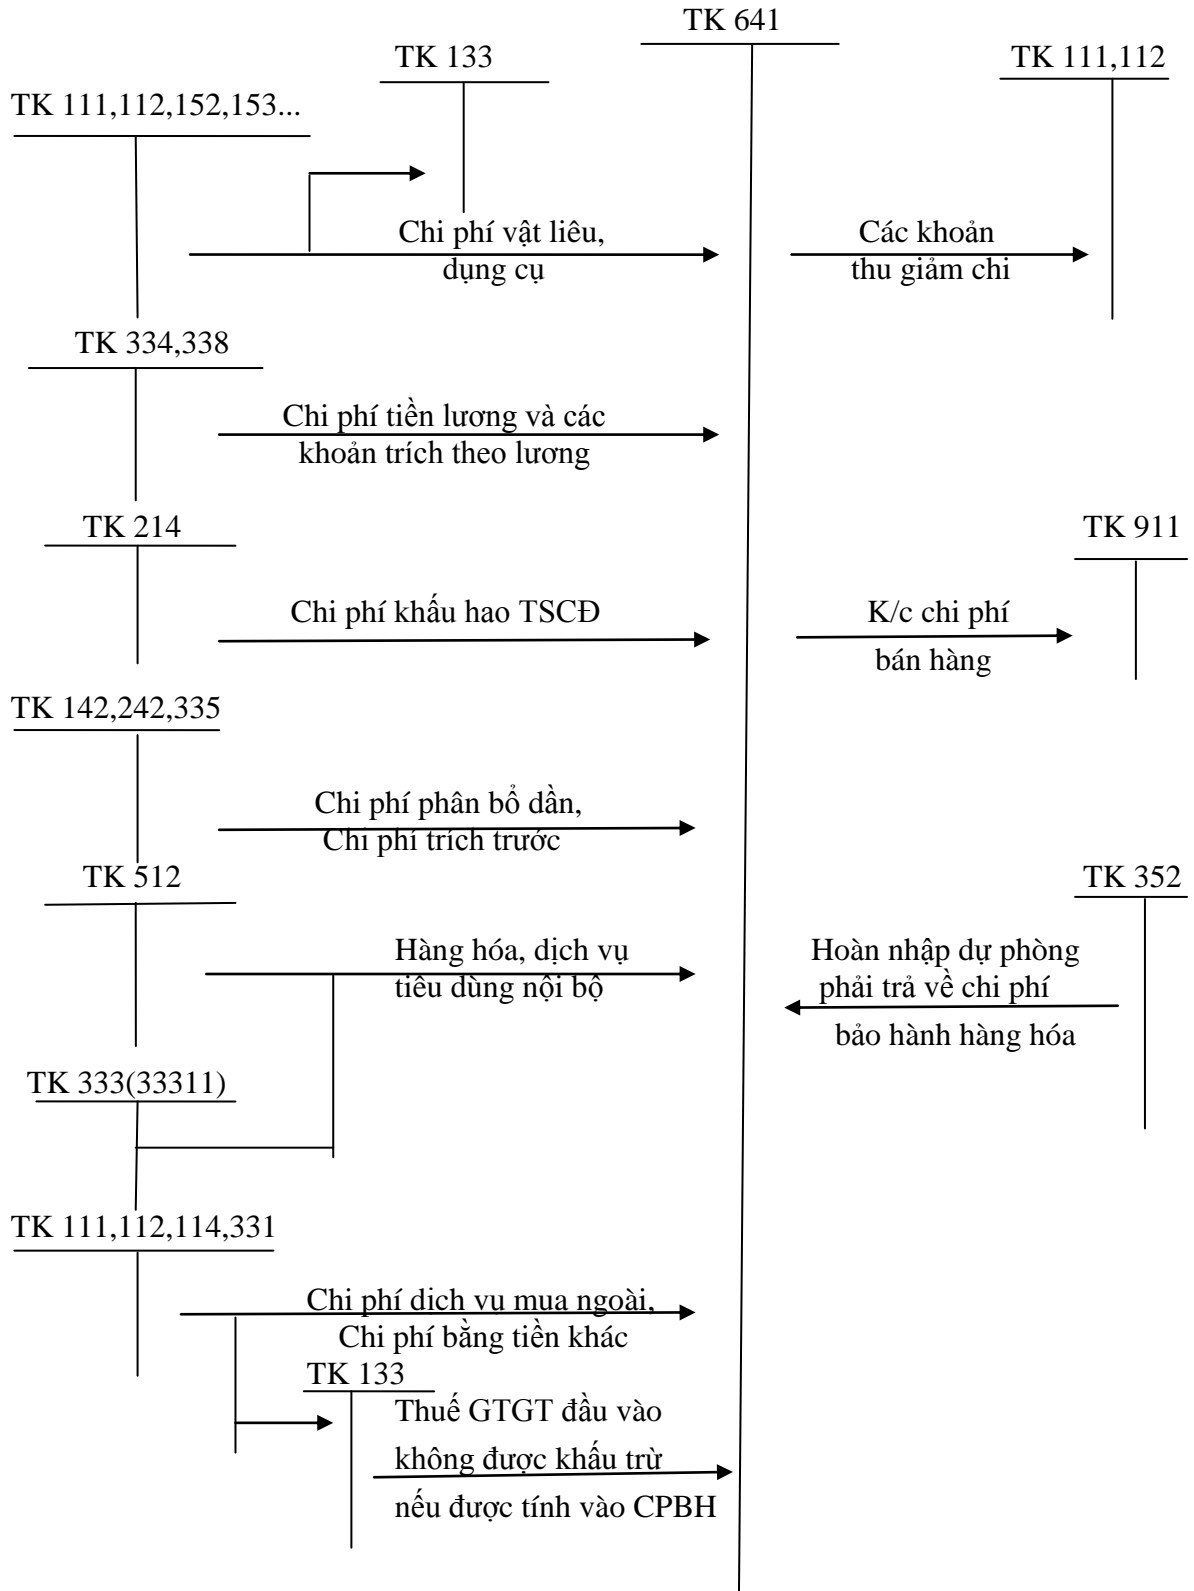 TK 641
TK 133
TK 111,112
TK 111,112,152,153...
Chi phí vật liêu,
dụng cụ
Các khoản
thu giảm chi
TK 334,338
Chi phí tiền lương và các
khoản trích theo lương
TK 214
TK 911
Chi phí khấu hao TSCĐ
K/c chi phí
bán hàng
TK 142,242,335
Chi phí phân bổ dần,
Chi phí trích trước
TK 512
TK 352
Hàng hóa, dịch vụ
tiêu dùng nội bộ
Hoàn nhập dự phòng
phải trả về chi phí
bảo hành hàng hóa
TK 333(33311)
TK 111,112,114,331
Chi phí dịch vụ mua ngoài,
Chi phí bằng tiền khác
TK 133
Thuế GTGT đầu vào
không được khấu trừ
nếu được tính vào CPBH